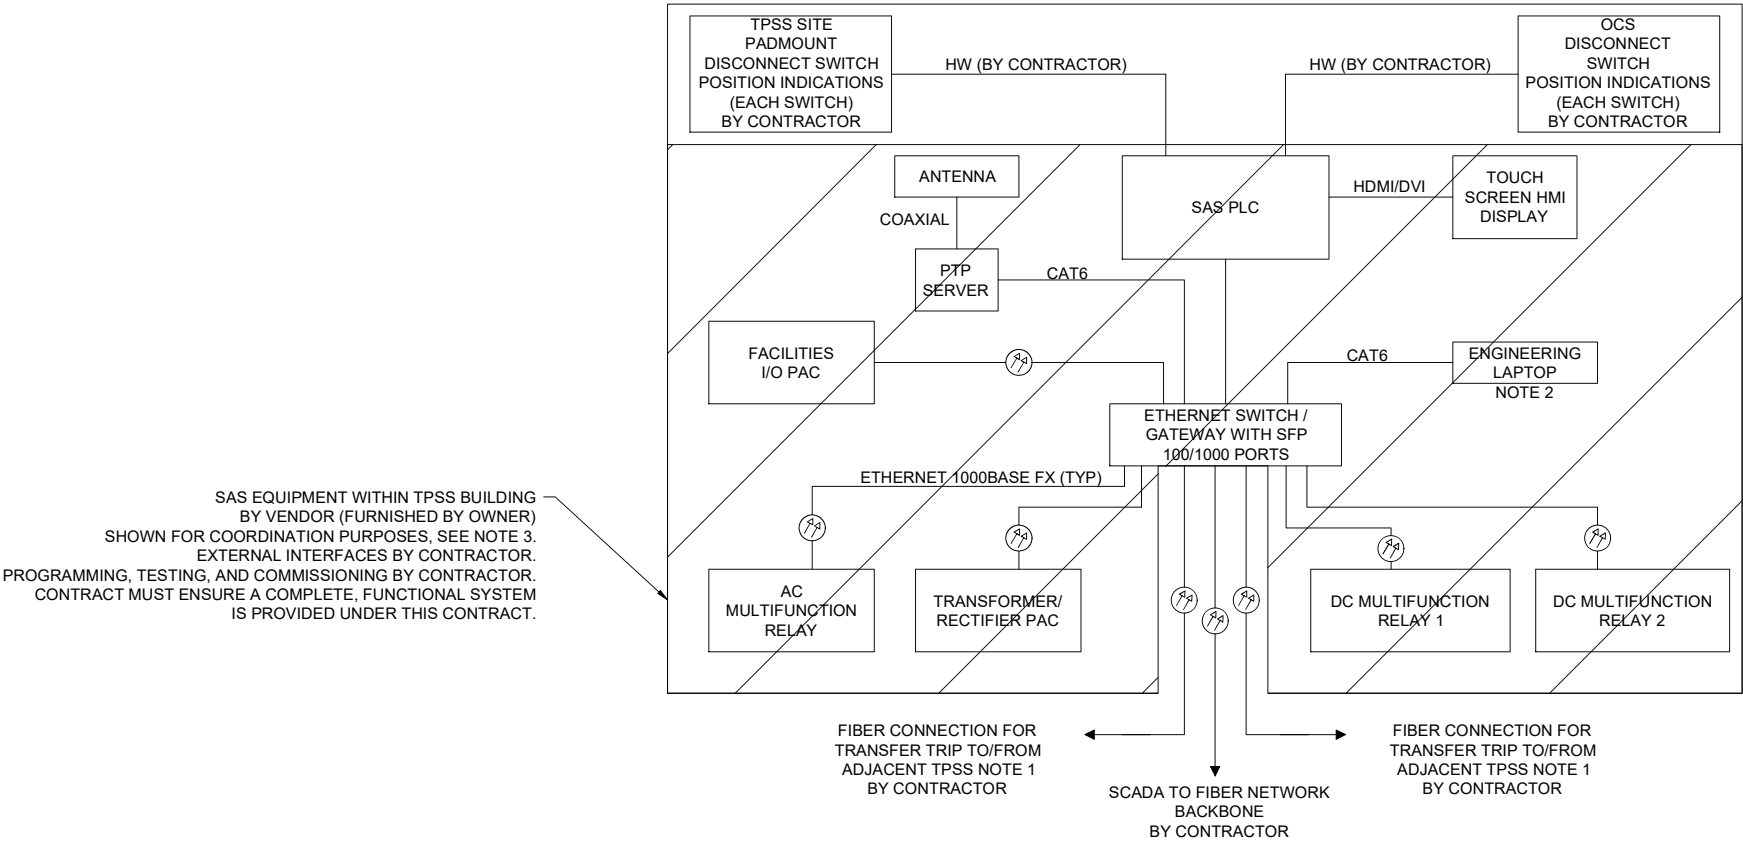 TPSS SITE
PADMOUNT
DISCONNECT SWITCH
POSITION INDICATIONS
(EACH SWITCH)
BY CONTRACTOR
HW (BY CONTRACTOR)
HW (BY CONTRACTOR)
OCS
DISCONNECT
SWITCH
POSITION INDICATIONS
(EACH SWITCH)
BY CONTRACTOR
ANTENNA
COAXIAL
SAS PLC
HDMI/DVI
TOUCH
SCREEN HMI
DISPLAY
PTP
SERVER
CAT6
FACILITIES
I/O PAC
CAT6
ENGINEERING
LAPTOP
NOTE 2
ETHERNET SWITCH /
GATEWAY WITH SFP
100/1000 PORTS
ETHERNET 1000BASE FX (TYP)
SAS EQUIPMENT WITHIN TPSS BUILDING
BY VENDOR (FURNISHED BY OWNER)
SHOWN FOR COORDINATION PURPOSES, SEE NOTE 3.
EXTERNAL INTERFACES BY CONTRACTOR.
PROGRAMMING, TESTING, AND COMMISSIONING BY CONTRACTOR.
CONTRACT MUST ENSURE A COMPLETE, FUNCTIONAL SYSTEM
IS PROVIDED UNDER THIS CONTRACT.
AC
MULTIFUNCTION
RELAY
TRANSFORMER/
RECTIFIER PAC
DC MULTIFUNCTION
RELAY 1
DC MULTIFUNCTION
RELAY 2
FIBER CONNECTION FOR
TRANSFER TRIP TO/FROM
ADJACENT TPSS NOTE 1
BY CONTRACTOR
SCADA TO FIBER NETWORK
BACKBONE
BY CONTRACTOR
FIBER CONNECTION FOR
TRANSFER TRIP TO/FROM
ADJACENT TPSS NOTE 1
BY CONTRACTOR